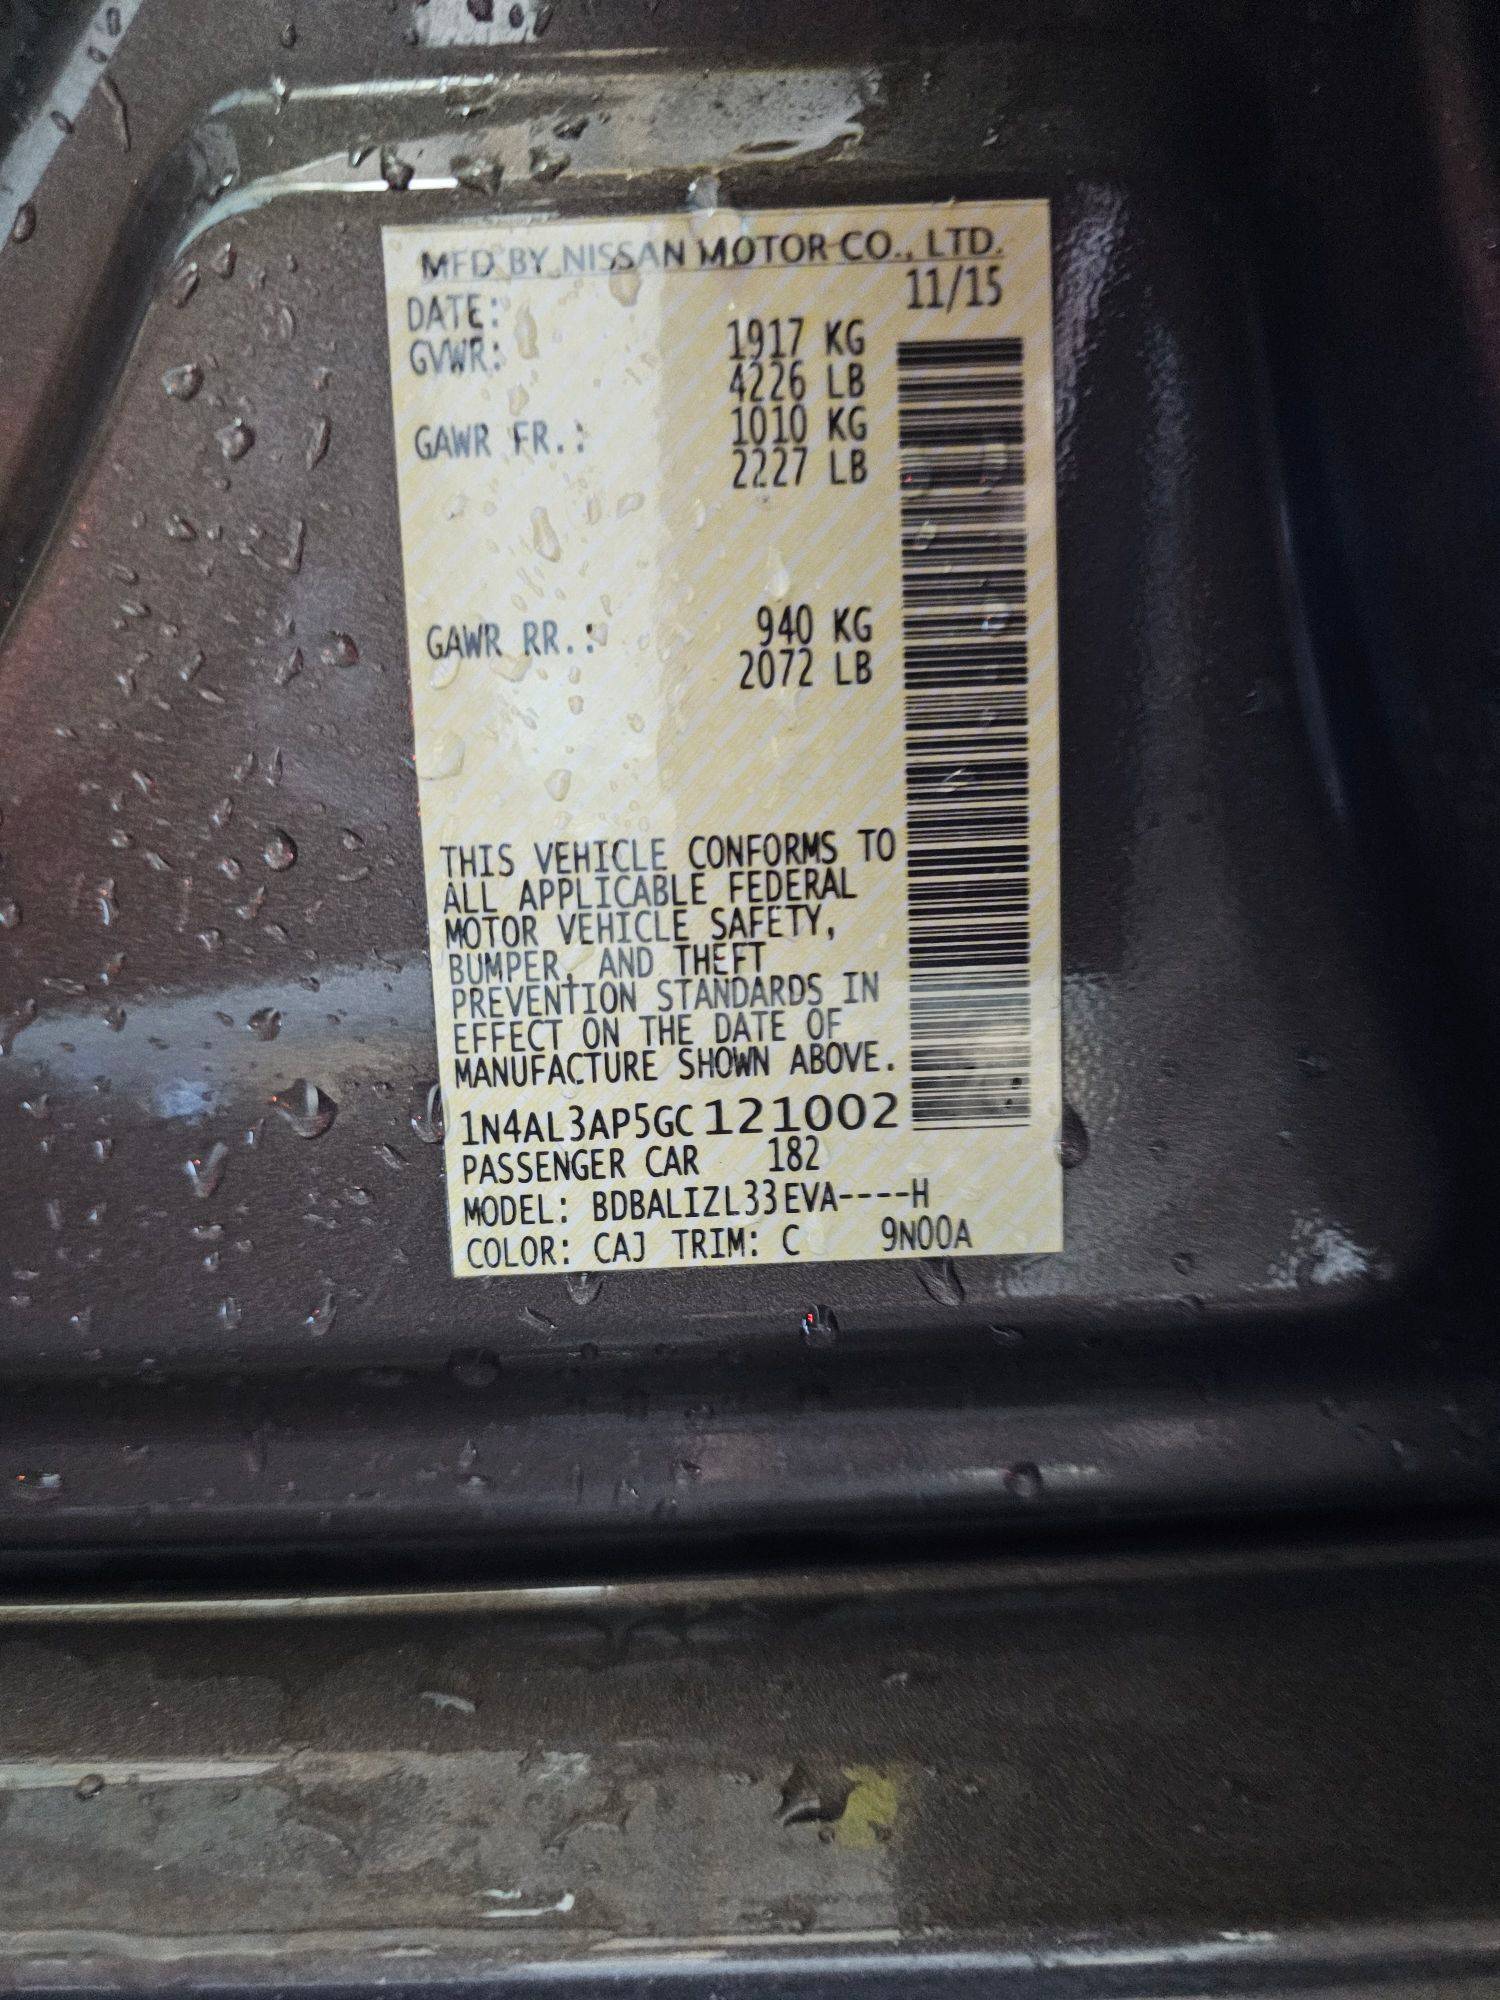 MFD BY NISSAN MOTOR CO., LTD.
DATE: 11/15
GVWR: 1917 KG
4226 LB
GAWR FR.: 1010 KG
2227 LB
GAWR RR.: 940 KG
2072 LB
THIS VEHICLE CONFORMS TO
ALL APPLICABLE FEDERAL
MOTOR VEHICLE SAFETY,
BUMPER, AND THEFT
PREVENTION STANDARDS IN
EFFECT ON THE DATE OF
MANUFACTURE SHOWN ABOVE.
1N4AL3AP5GC121002
PASSENGER CAR 182
MODEL: BDBALIZL33EVA----H
COLOR: CAJ TRIM: C 9N00A